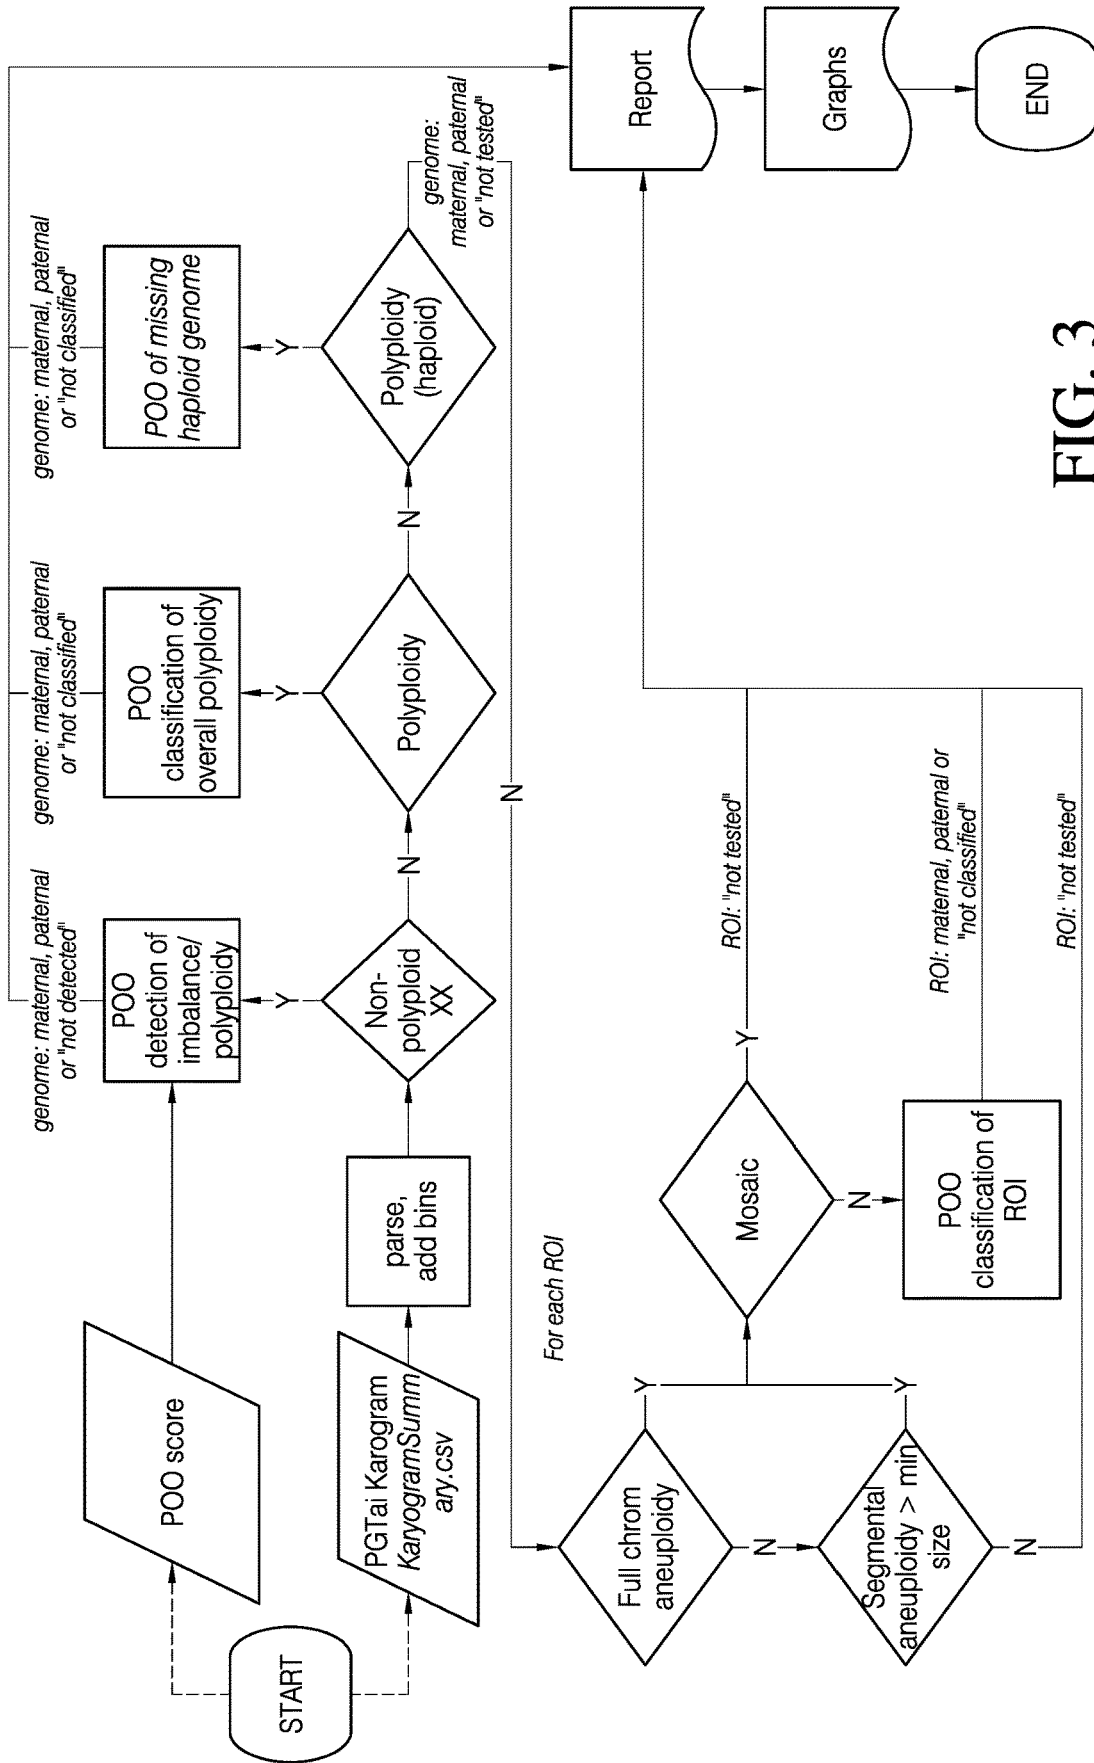 START
POO score
PGTai Karogram
KaryogramSumm
ary.csv
parse,
add bins
genome: maternal, paternal
or "not detected"
POO
detection of
imbalance/
polyploidy
Y
Non-
polyploid
XX
N
genome: maternal, paternal
or "not classified"
POO
classification of
overall polyploidy
Y
Polyploidy
N
genome: maternal, paternal
or "not classified"
POO of missing
haploid genome
Y
Polyploidy
(haploid)
genome:
maternal, paternal
or "not tested"
N
For each ROI
Full chrom
aneuploidy
Y
N
Segmental
aneuploidy > min
size
Y
N
Mosaic
Y
N
POO
classification of
ROI
ROI: "not tested"
ROI: maternal, paternal or
"not classified"
ROI: "not tested"
Report
Graphs
END
FIG. 3